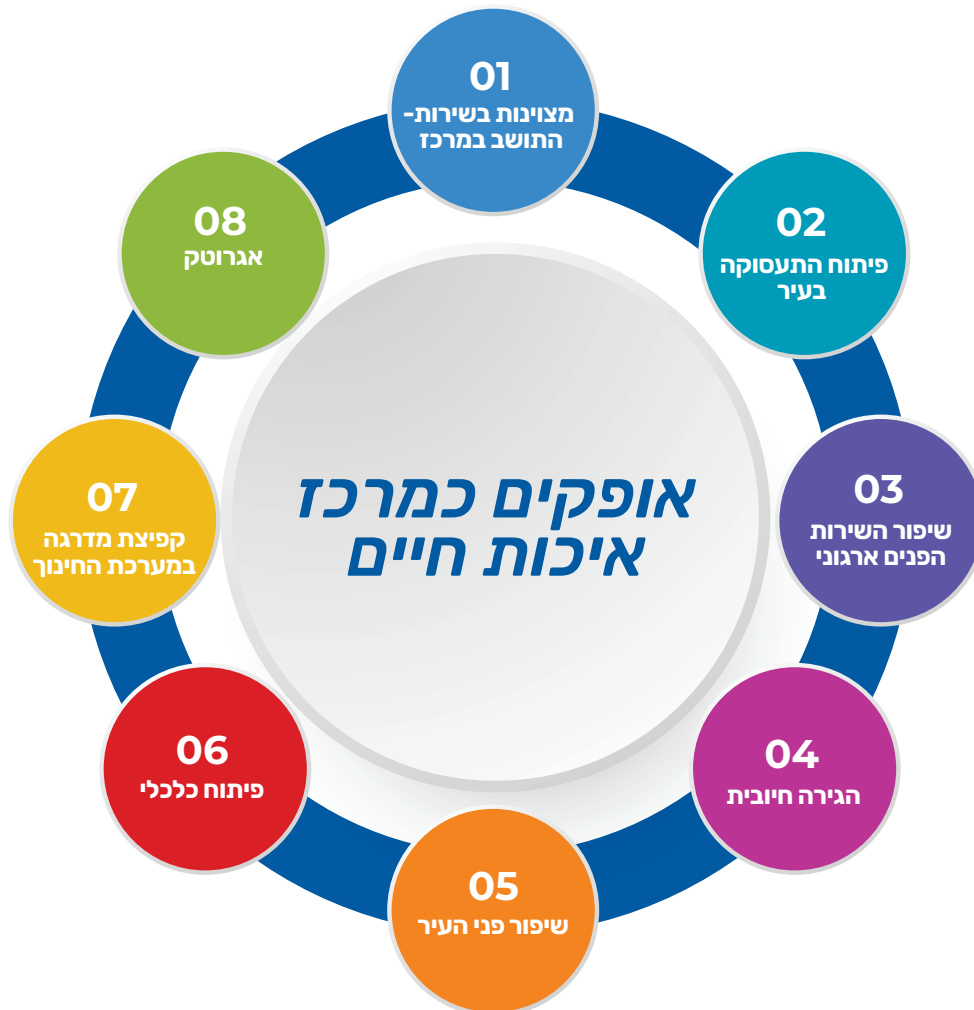 01
מצוינות בשירות-
התושב במרכז
02
פיתוח התעסוקה
בעיר
03
שיפור השירות
הפנים ארגוני
04
הגירה חיובית
05
שיפור פני העיר
06
פיתוח כלכלי
07
קפיצת מדרגה
במערכת החינוך
08
אגרוטק
אופקים כמרכז
איכות חיים